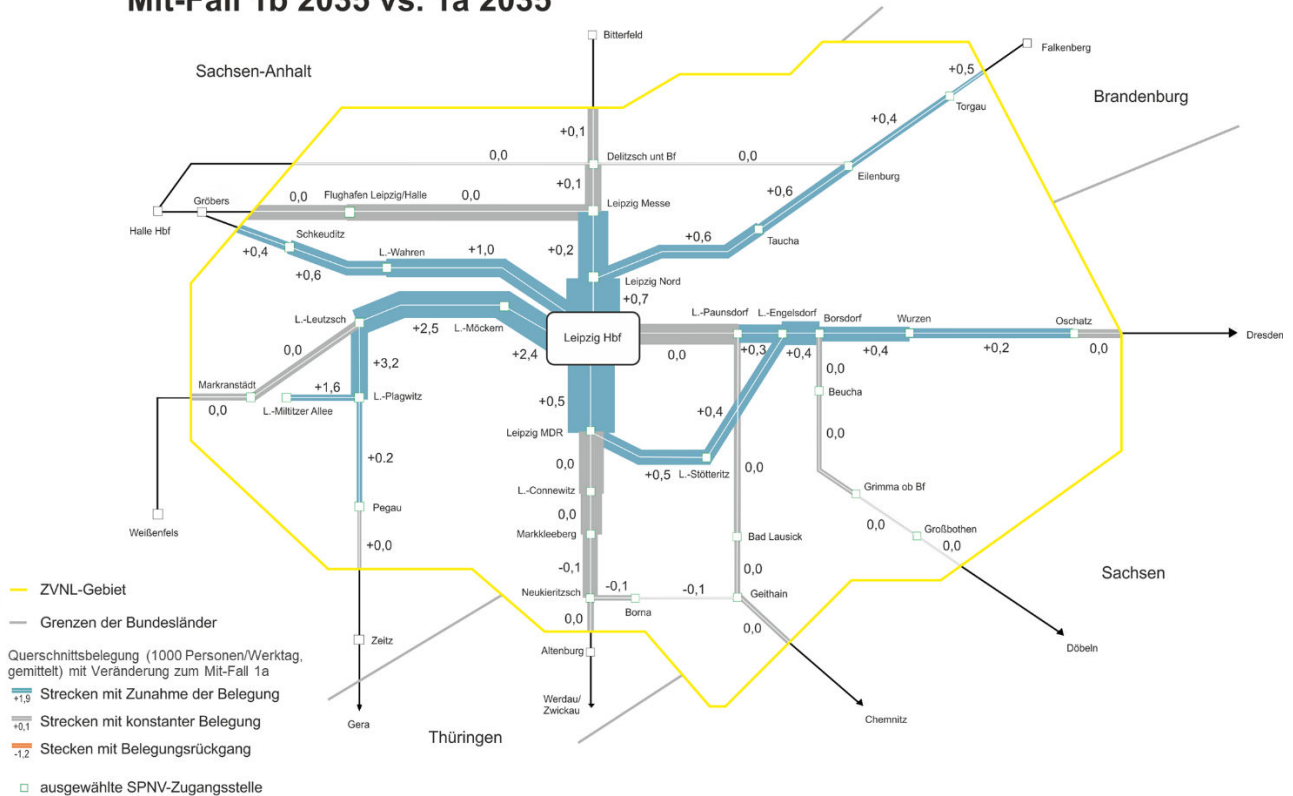 Mit-Fall 1b 2035 vs. 1a 2035
Bitterfeld
Falkenberg
Sachsen-Anhalt
+0,5
Brandenburg
Torgau
+0,4
+0,1
0,0
Delitzsch unt Bf
0,0
Eilenburg
+0,1
+0,6
Gröbers
0,0
Flughafen Leipzig/Halle
0,0
Leipzig Messe
Halle Hbf
Taucha
Schkeuditz
+0,4
L.-Wahren
+1,0
+0,2
+0,6
+0,6
Leipzig Nord
+0,7
L.-Leutzsch
+2,5
L.-Möckern
+2,4
Leipzig Hbf
0,0
L.-Paunsdorf
L.-Engelsdorf
Borsdorf
Wurzen
Oschatz
Dresden
+0,3
+0,4
+0,4
+0,2
0,0
0,0
+3,2
0,0
Markranstädt
0,0
+1,6
L.-Miltitzer Allee
L.-Plagwitz
Beucha
+0,5
+0,4
Leipzig MDR
0,0
+0.2
0,0
+0,5
L.-Stötteritz
0,0
L.-Connewitz
Grimma ob Bf
Pegau
0,0
0,0
Großbothen
0,0
Weißenfels
Markkleeberg
Bad Lausick
+0,0
-0,1
0,0
Sachsen
Neukieritzsch
-0,1
Borna
-0,1
Geithain
0,0
0,0
Zeitz
Altenburg
Döbeln
Werdau/
Zwickau
Gera
Chemnitz
Thüringen
ZVNL-Gebiet
Grenzen der Bundesländer
Querschnittsbelegung (1000 Personen/Werktag,
gemittelt) mit Veränderung zum Mit-Fall 1a
+1,9 Strecken mit Zunahme der Belegung
+0,1 Strecken mit konstanter Belegung
-1,2 Stecken mit Belegungsrückgang
ausgewählte SPNV-Zugangsstelle